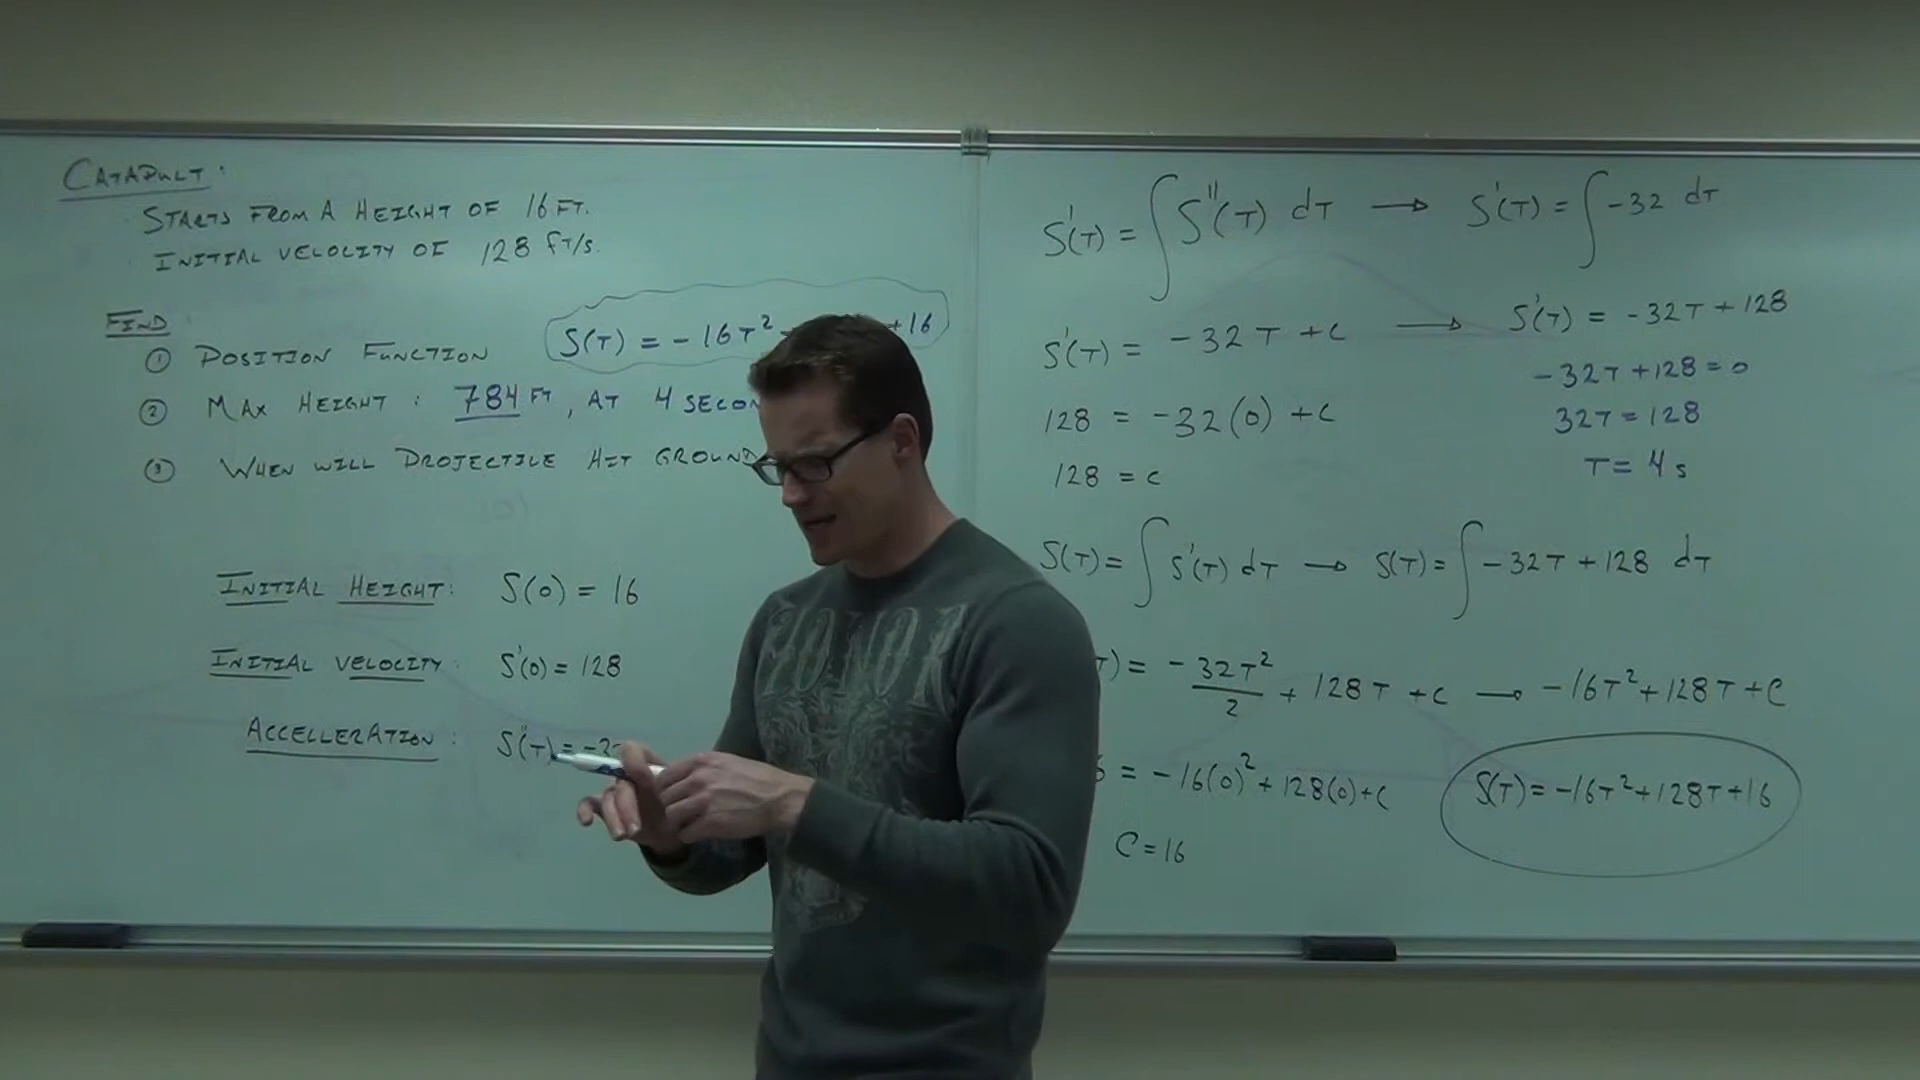 CATAPULT:
· STARTS FROM A HEIGHT OF 16 FT.
· INITIAL VELOCITY OF 128 FT/S.
FIND
① POSITION FUNCTION S(T) = -16T² +16
② MAX HEIGHT: 784 FT, AT 4
③ WHEN WILL PROJECTILE HIT GROUND
INITIAL HEIGHT: S(0) = 16
INITIAL VELOCITY: S'(0) = 128
ACCELLERATION: S"(T) = -3
S'(T) = ∫ S"(T) dT → S'(T) = ∫ -32 dT
S'(T) = -32T + C → S'(T) = -32T + 128
-32T + 128 = 0
128 = -32(0) + C
32T = 128
128 = C
T = 4 s
S(T) = ∫ S'(T) dT → S(T) = ∫ -32T + 128 dT
T) = -32T²/2 + 128T + C → -16T² + 128T + C
= -16(0)² + 128(0) + C
S(T) = -16T² + 128T + 16
C = 16
HONOR